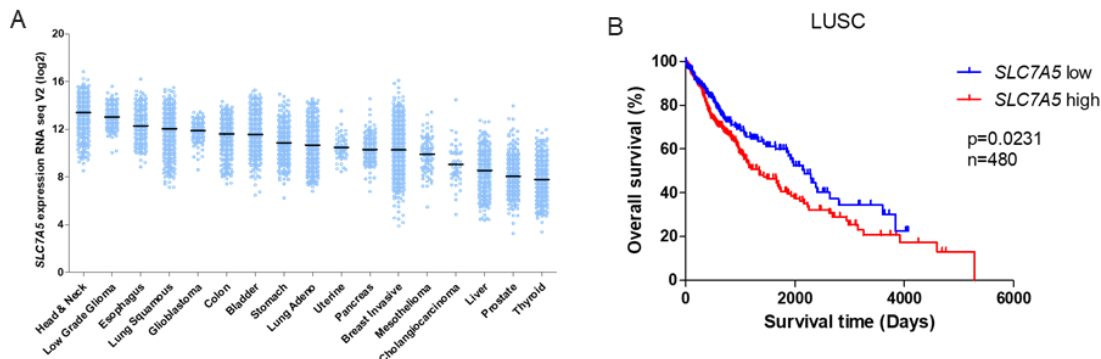 A
SLC7A5 expression RNA seq V2 (log2)
20
16
12
8
4
0
Head & Neck
Low Grade Glioma
Esophagus
Lung Squamous
Glioblastoma
Colon
Bladder
Stomach
Lung Adeno
Uterine
Pancreas
Breast Invasive
Mesothelioma
Cholangiocarcinoma
Liver
Prostate
Thyroid
B
LUSC
Overall survival (%)
100
80
60
40
20
0
0 2000 4000 6000
Survival time (Days)
SLC7A5 low
SLC7A5 high
p=0.0231
n=480